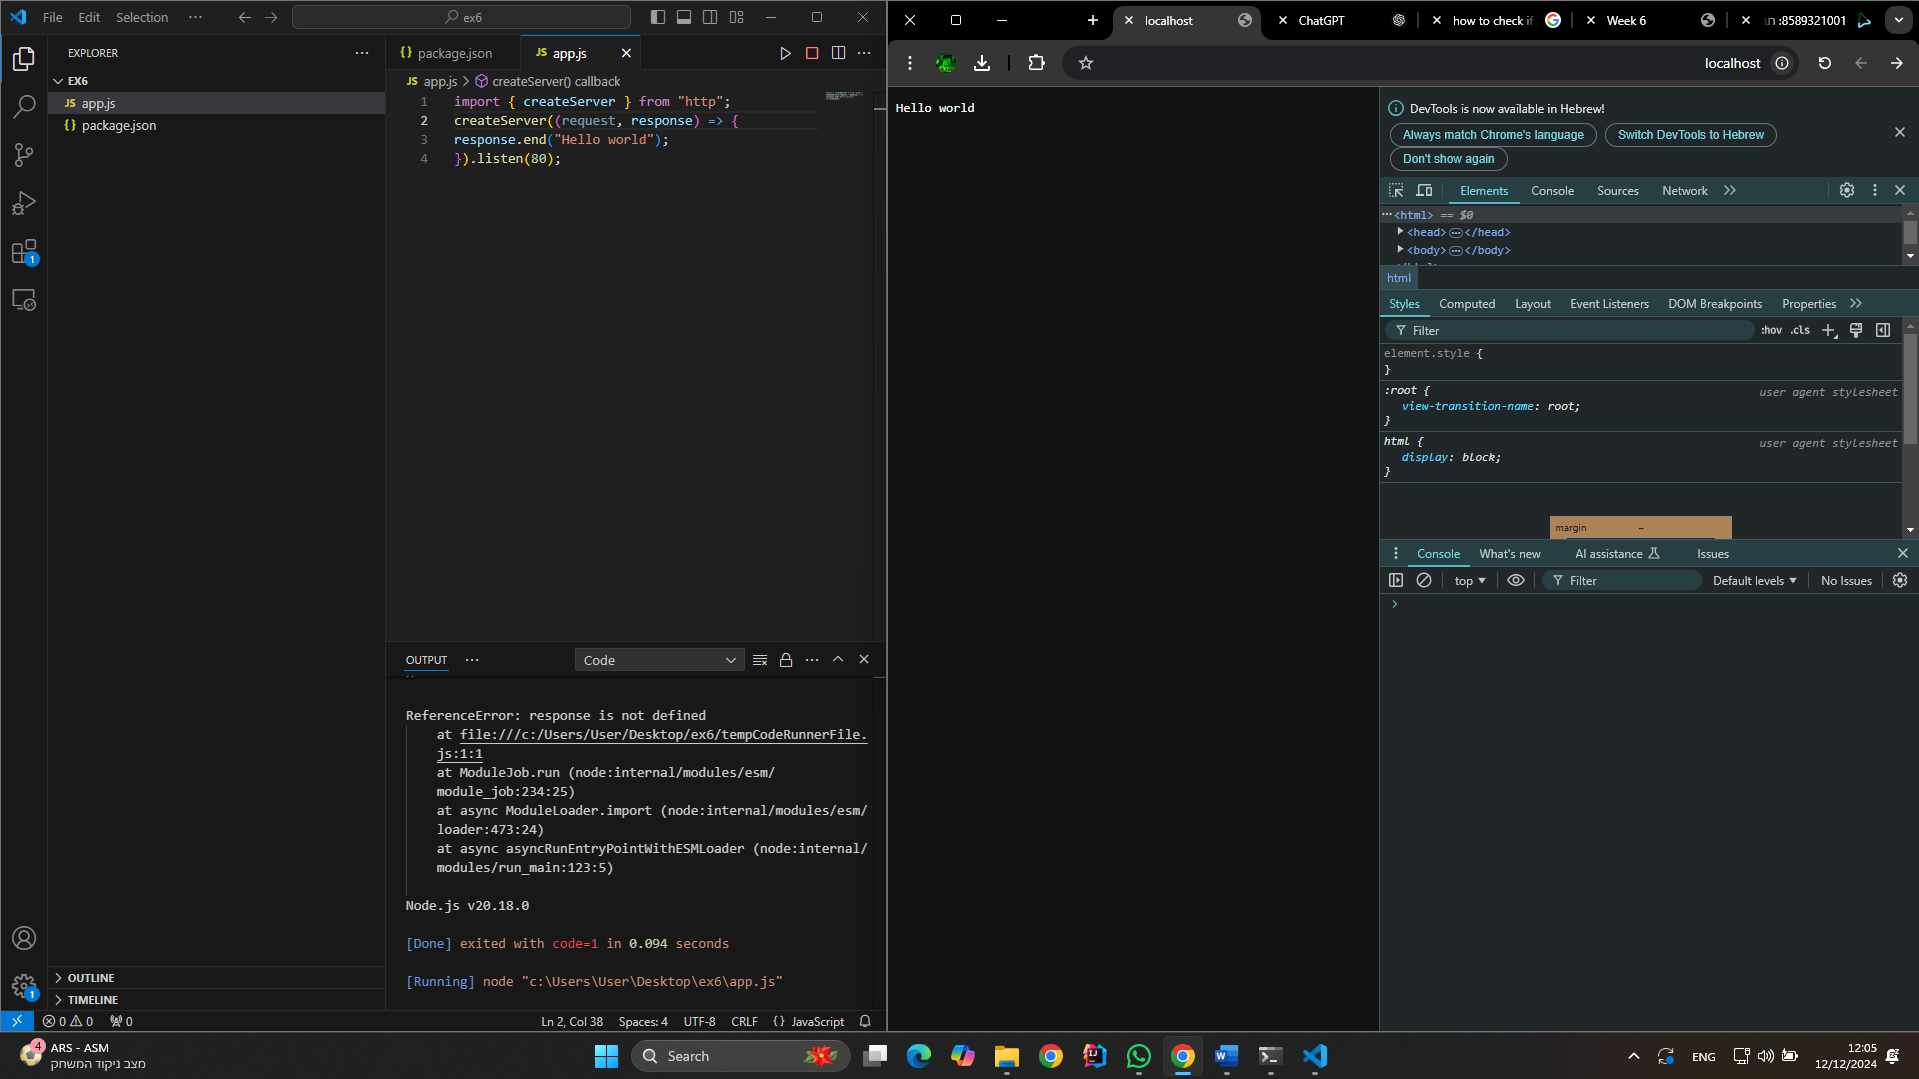 File Edit Selection ··· ex6
EXPLORER
EX6
JS app.js
{} package.json
{} package.json JS app.js
JS app.js > createServer() callback
1 import { createServer } from "http";
2 createServer((request, response) => {
3 response.end("Hello world");
4 }).listen(80);
OUTPUT ··· Code
ReferenceError: response is not defined
at file:///c:/Users/User/Desktop/ex6/tempCodeRunnerFile.
js:1:1
at ModuleJob.run (node:internal/modules/esm/
module_job:234:25)
at async ModuleLoader.import (node:internal/modules/esm/
loader:473:24)
at async asyncRunEntryPointWithESMLoader (node:internal/
modules/run_main:123:5)
Node.js v20.18.0
[Done] exited with code=1 in 0.094 seconds
[Running] node "c:\Users\User\Desktop\ex6\app.js"
OUTLINE
TIMELINE
1
1
0 0 0 Ln 2, Col 38 Spaces: 4 UTF-8 CRLF {} JavaScript
localhost ChatGPT how to check if Week 6 :8589321001
localhost
Hello world
DevTools is now available in Hebrew!
Always match Chrome's language Switch DevTools to Hebrew
Don't show again
Elements Console Sources Network
<html> == $0
<head> </head>
<body> </body>
html
Styles Computed Layout Event Listeners DOM Breakpoints Properties
Filter :hov .cls
element.style {
}
:root { user agent stylesheet
view-transition-name: root;
}
html { user agent stylesheet
display: block;
}
margin –
Console What's new AI assistance Issues
top Filter Default levels No Issues
4 ARS - ASM
מצב ניקוד המשחק
Search
ENG
12:05
12/12/2024